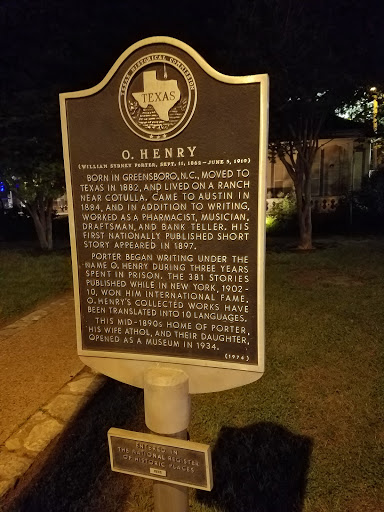 TEXAS HISTORICAL COMMISSION
TEXAS
O. HENRY
(WILLIAM SYDNEY PORTER, SEPT. 11, 1862 - JUNE 5, 1910)
BORN IN GREENSBORO, N.C., MOVED TO
TEXAS IN 1882, AND LIVED ON A RANCH
NEAR COTULLA. CAME TO AUSTIN IN
1884, AND IN ADDITION TO WRITING,
WORKED AS A PHARMACIST, MUSICIAN,
DRAFTSMAN, AND BANK TELLER. HIS
FIRST NATIONALLY PUBLISHED SHORT
STORY APPEARED IN 1897.
PORTER BEGAN WRITING UNDER THE
NAME O. HENRY DURING THREE YEARS
SPENT IN PRISON. THE 381 STORIES
PUBLISHED WHILE IN NEW YORK, 1902-
10, WON HIM INTERNATIONAL FAME.
O. HENRY'S COLLECTED WORKS HAVE
BEEN TRANSLATED INTO 10 LANGUAGES.
THIS MID-1890s HOME OF PORTER,
HIS WIFE ATHOL, AND THEIR DAUGHTER,
OPENED AS A MUSEUM IN 1934.
(1974)
ENTERED IN
THE NATIONAL REGISTER
OF HISTORIC PLACES